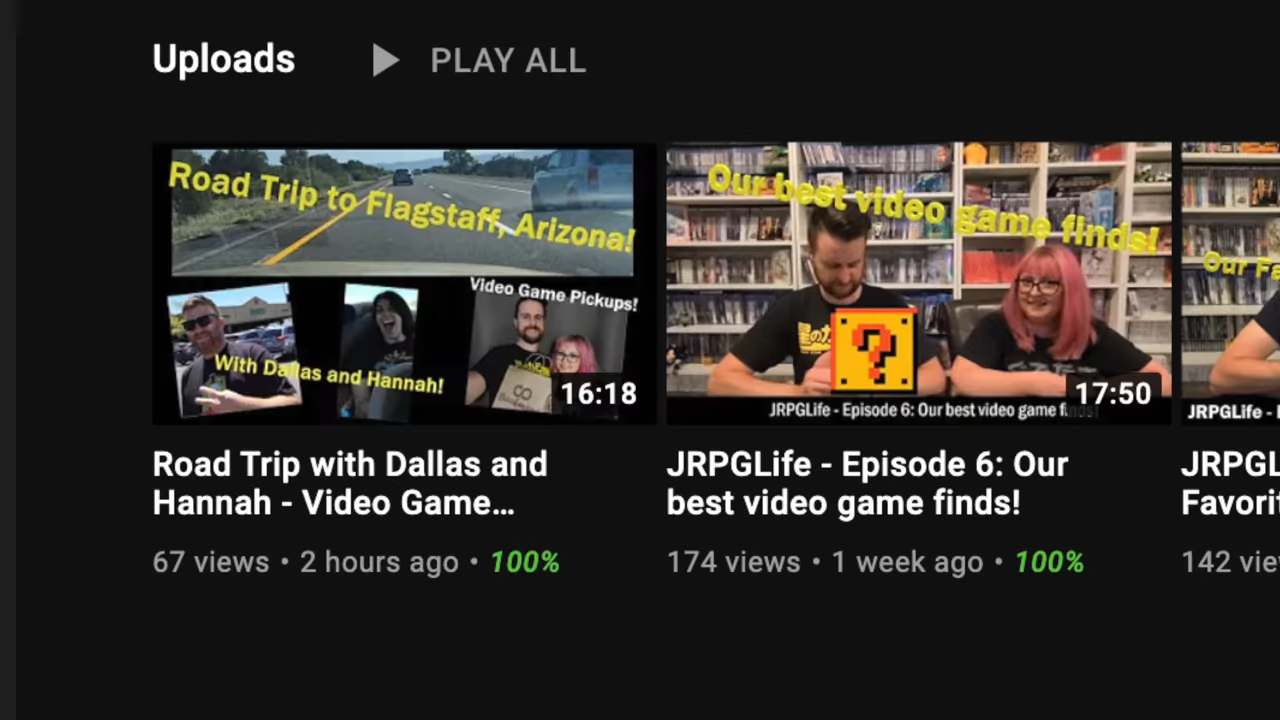 Uploads
PLAY ALL
Road Trip to Flagstaff, Arizona!
Video Game Pickups!
With Dallas and Hannah!
16:18
Our best video game finds!
?
JRPGLife - Episode 6: Our best video game finds!
17:50
Our Fa
JRPGLife -
Road Trip with Dallas and
Hannah - Video Game...
67 views • 2 hours ago • 100%
JRPGLife - Episode 6: Our
best video game finds!
174 views • 1 week ago • 100%
JRPGL
Favorit
142 vie